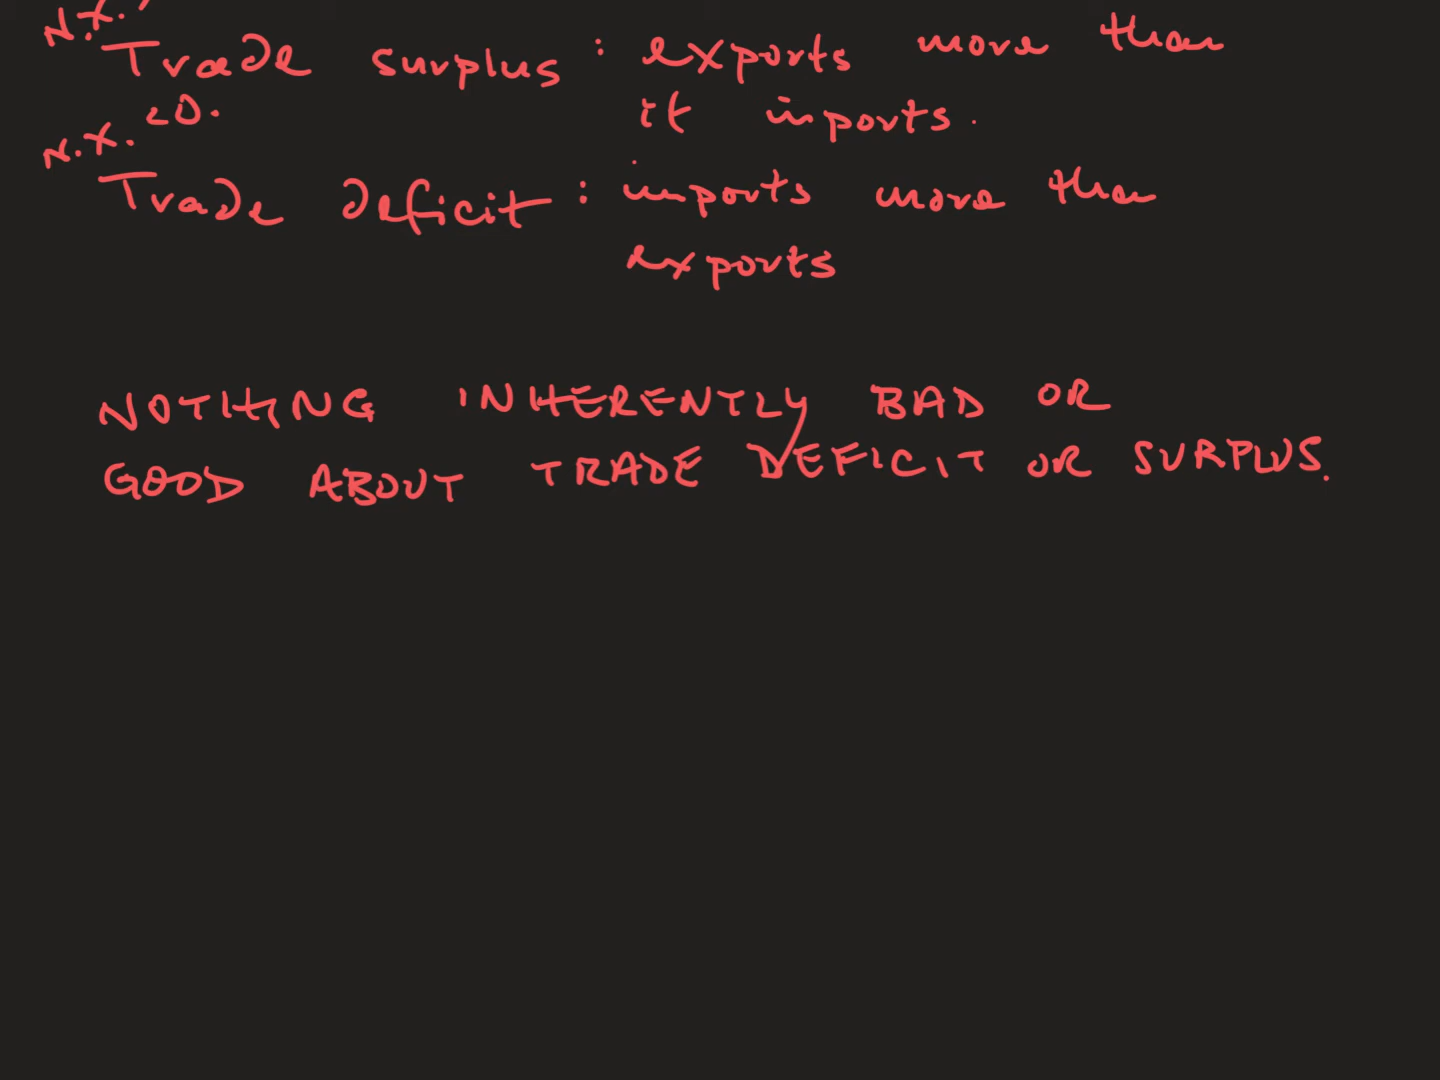 N.X.
Trade surplus : exports more than
it imports.
N.X. <0.
Trade deficit : imports more than
exports
NOTHING INHERENTLY BAD OR
GOOD ABOUT TRADE DEFICIT OR SURPLUS.